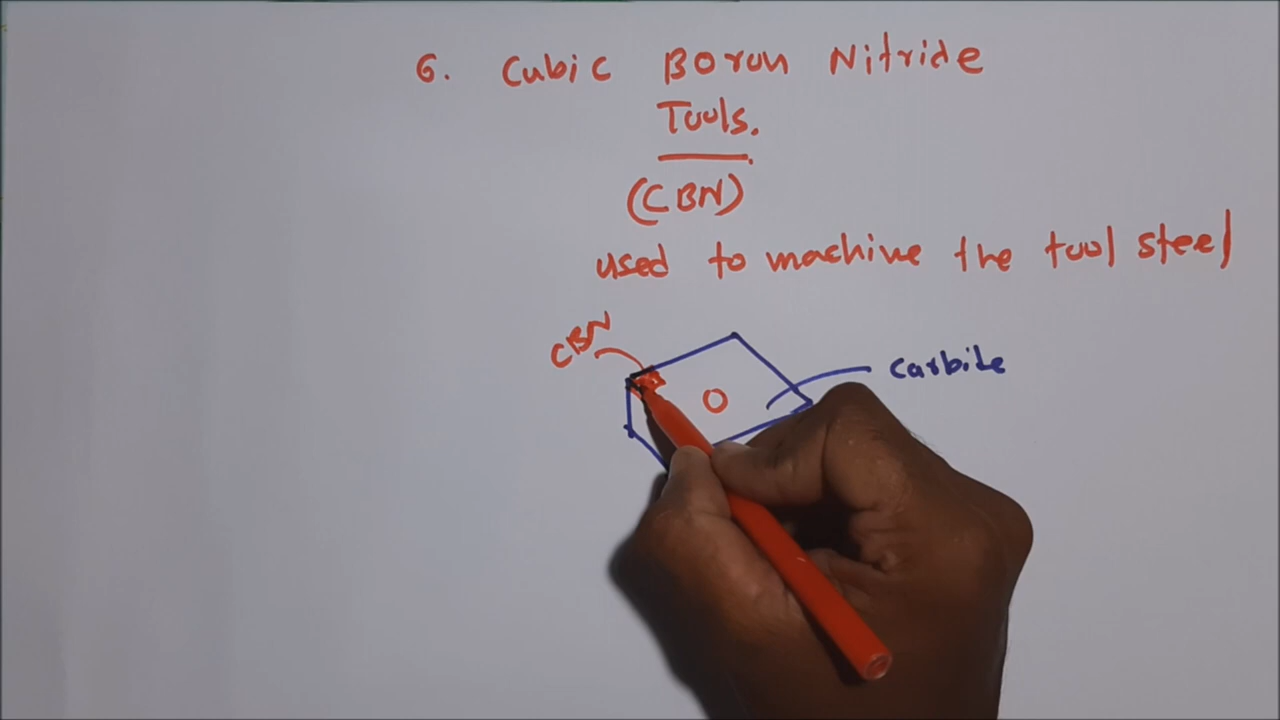 6. Cubic Boron Nitride
Tools.
(CBN)
used to machine the tool steel
CBN
carbide